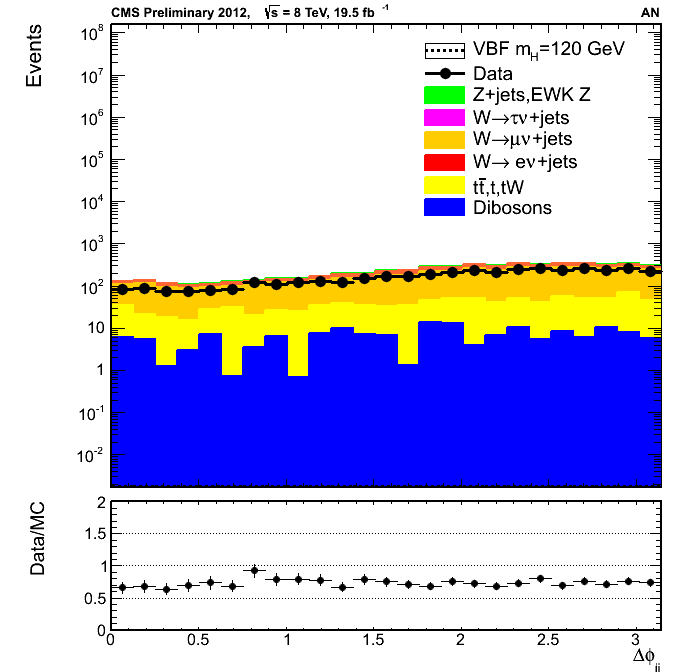 CMS Preliminary 2012, √s = 8 TeV, 19.5 fb⁻¹ AN
Events
10⁸
10⁷
10⁶
10⁵
10⁴
10³
10²
10
1
10⁻¹
10⁻²
VBF m_H=120 GeV
Data
Z+jets,EWK Z
W→τν+jets
W→μν+jets
W→ eν+jets
tt̄,t,tW
Dibosons
Data/MC
2
1.5
1
0.5
0
0 0.5 1 1.5 2 2.5 3
Δϕ_jj